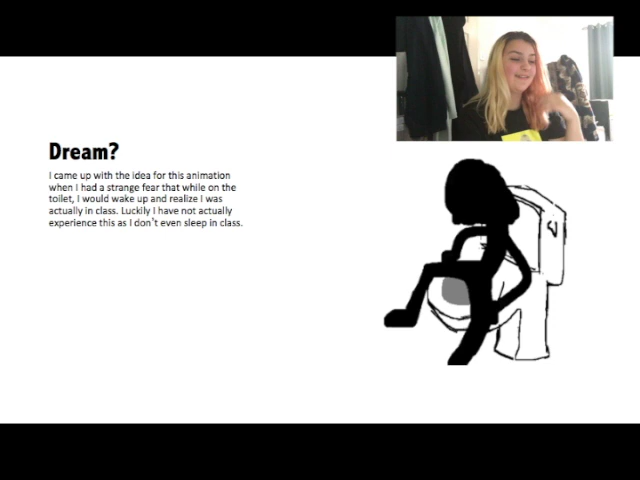 Dream?
I came up with the idea for this animation
when I had a strange fear that while on the
toilet, I would wake up and realize I was
actually in class. Luckily I have not actually
experience this as I don't even sleep in class.